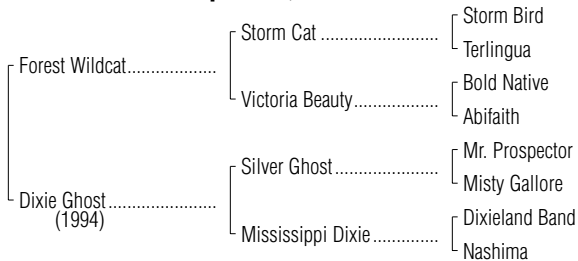 Storm Bird
Storm Cat ......................
Terlingua
Forest Wildcat..................
Bold Native
Victoria Beauty.................
Abifaith
Mr. Prospector
Silver Ghost....................
Misty Gallore
Dixie Ghost.....................
(1994)
Dixieland Band
Mississippi Dixie.............
Nashima